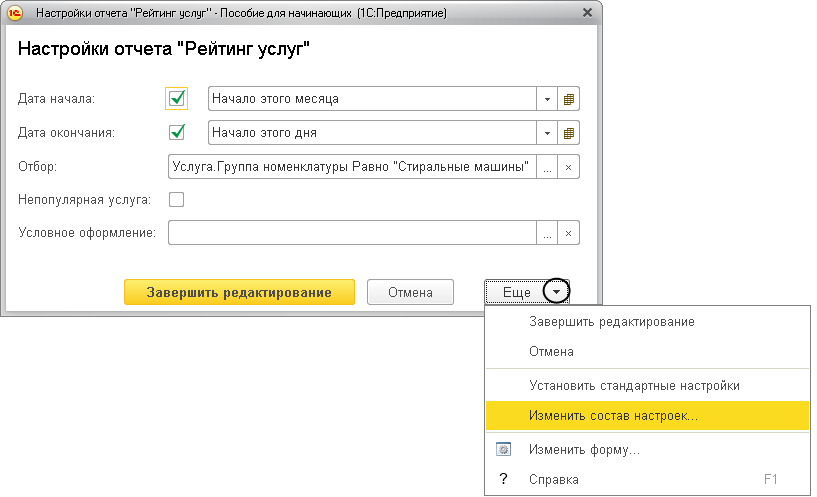 Настройки отчета "Рейтинг услуг" - Пособие для начинающих (1С:Предприятие)
Настройки отчета "Рейтинг услуг"
Дата начала: Начало этого месяца
Дата окончания: Начало этого дня
Отбор: Услуга.Группа номенклатуры Равно "Стиральные машины" ... ×
Непопулярная услуга:
Условное оформление: ... ×
Завершить редактирование Отмена Еще
Завершить редактирование
Отмена
Установить стандартные настройки
Изменить состав настроек...
Изменить форму...
? Справка F1